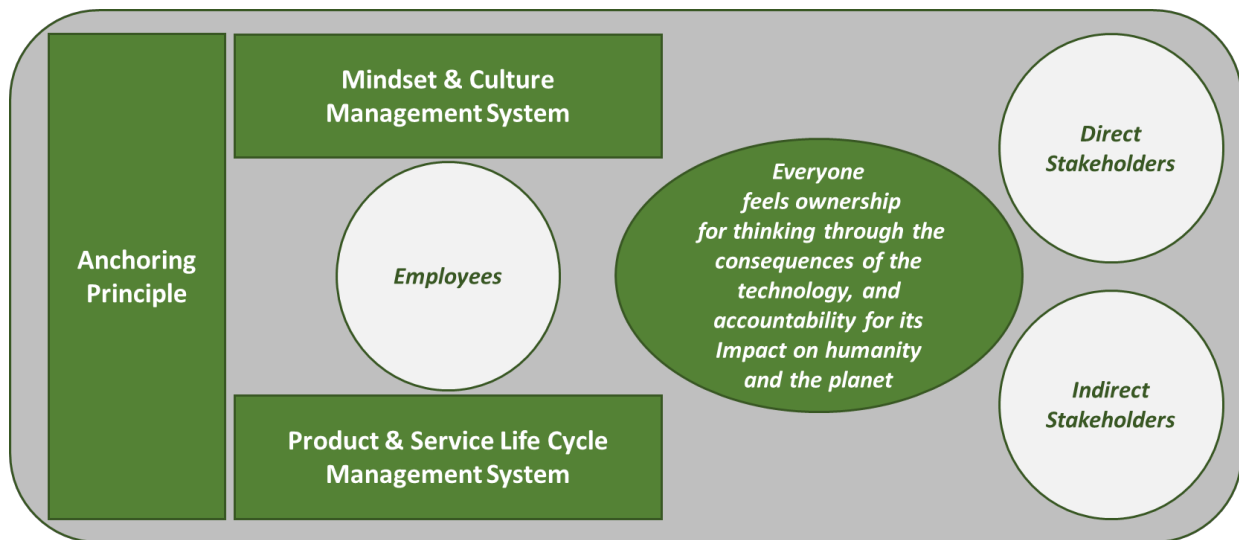 Anchoring
Principle
Mindset & Culture
Management System
Employees
Product & Service Life Cycle
Management System
Everyone
feels ownership
for thinking through the
consequences of the
technology, and
accountability for its
Impact on humanity
and the planet
Direct
Stakeholders
Indirect
Stakeholders